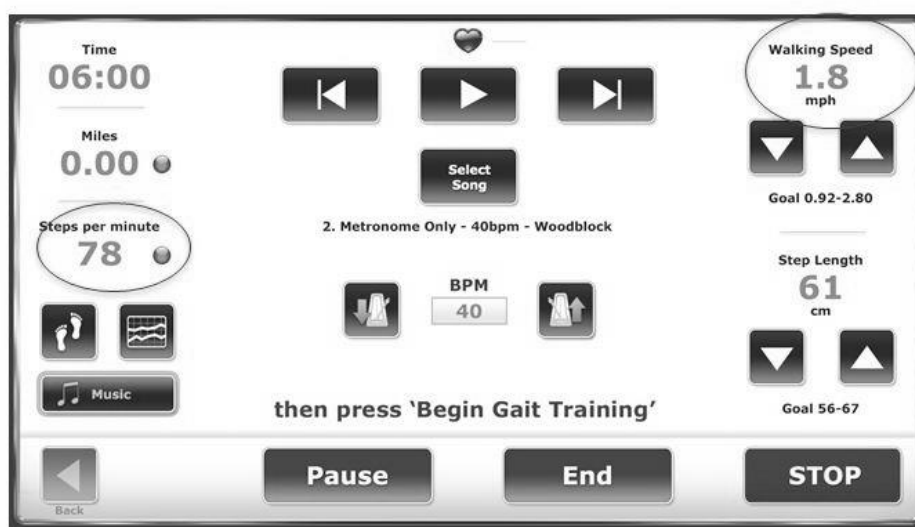 Time
06:00
Miles
0.00
Steps per minute
78
Music
Select
Song
2. Metronome Only - 40bpm - Woodblock
BPM
40
then press ‘Begin Gait Training’
Walking Speed
1.8
mph
Goal 0.92-2.80
Step Length
61
cm
Goal 56-67
Back
Pause
End
STOP